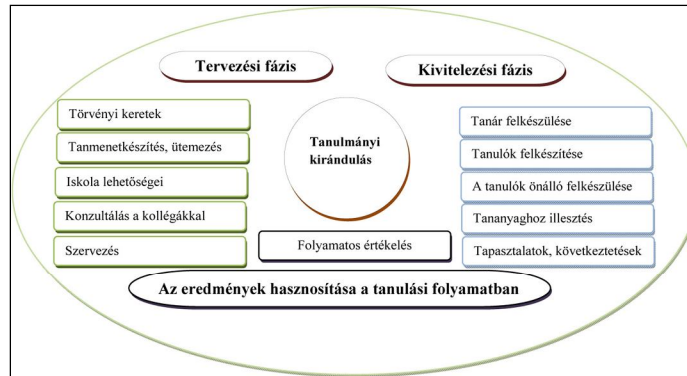 Tervezési fázis
Kivitelezési fázis
Törvényi keretek
Tanmenetkészítés, ütemezés
Iskola lehetőségei
Konzultálás a kollégákkal
Szervezés
Tanulmányi
kirándulás
Folyamatos értékelés
Tanár felkészülése
Tanulók felkészítése
A tanulók önálló felkészülése
Tananyaghoz illesztés
Tapasztalatok, következtetések
Az eredmények hasznosítása a tanulási folyamatban